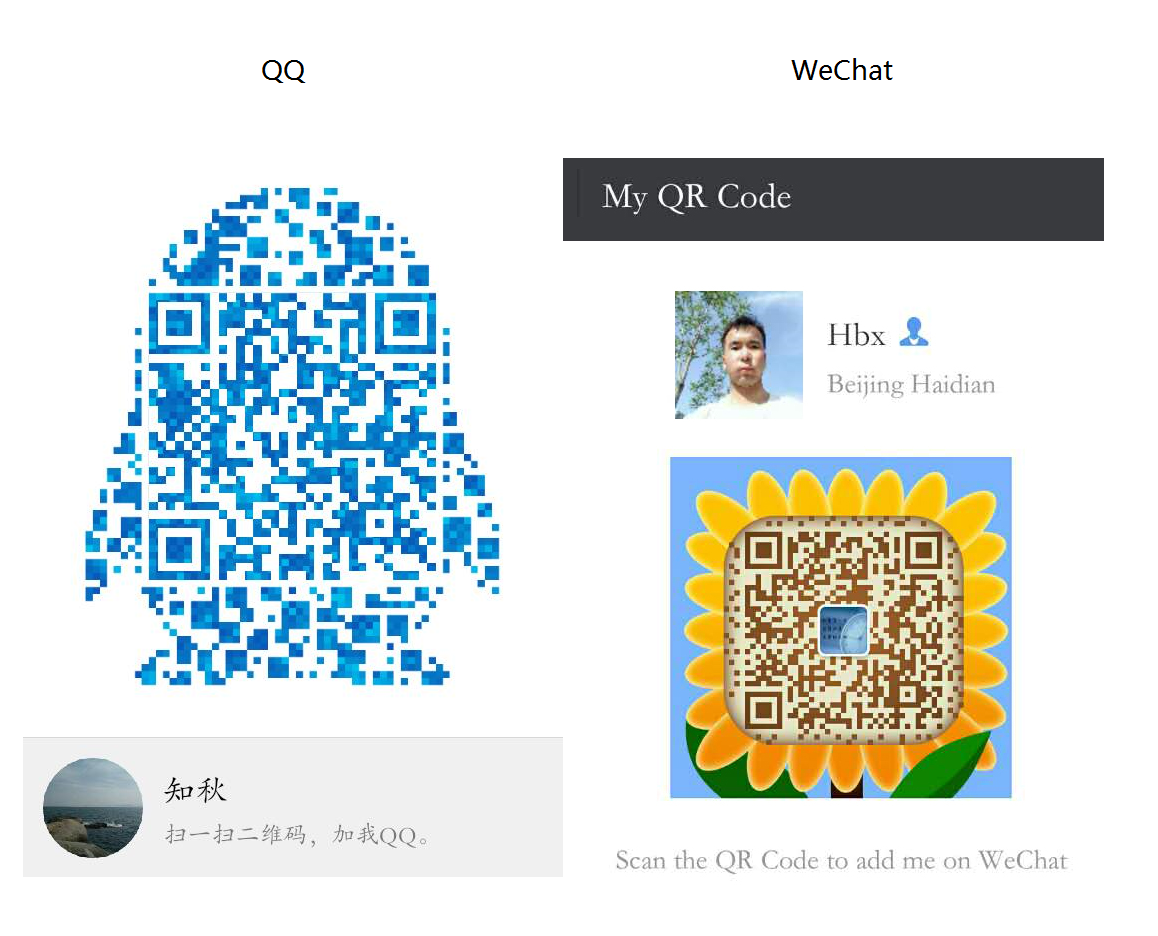 QQ
WeChat
My QR Code
Hbx
Beijing Haidian
知秋
扫一扫二维码，加我QQ。
Scan the QR Code to add me on WeChat